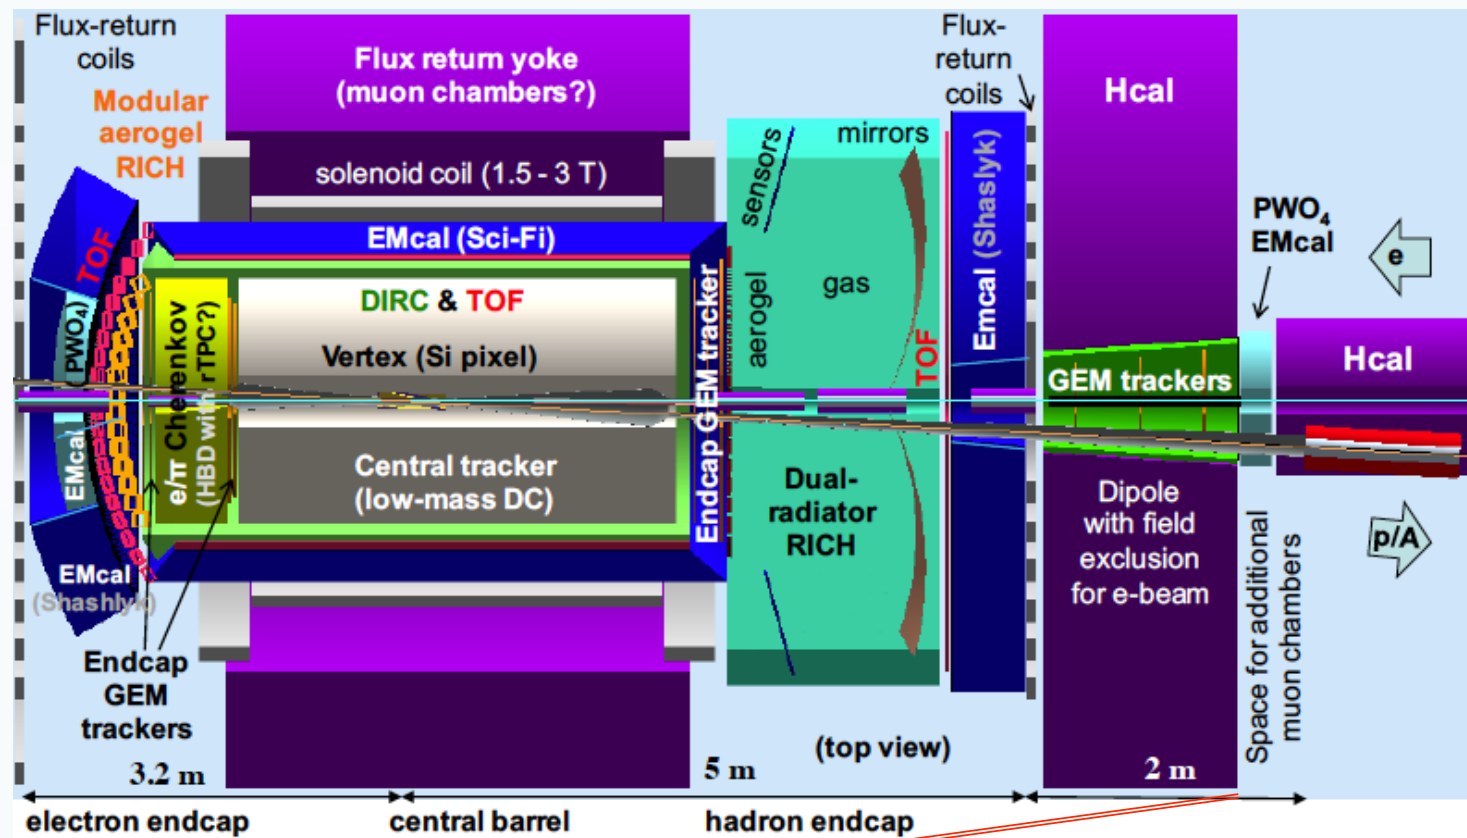 Flux-return
coils
Modular
aerogel
RICH
Flux return yoke
(muon chambers?)
solenoid coil (1.5 - 3 T)
EMcal (Sci-Fi)
DIRC & TOF
Vertex (Si pixel)
Central tracker
(low-mass DC)
TOF
(PWO₄)
EMcal
EMcal
(Shashlyk)
e/π Cherenkov
(HBD with rTPC?)
Endcap
GEM
trackers
Endcap GEM tracker
sensors
mirrors
aerogel
gas
Dual-
radiator
RICH
TOF
Emcal (Shaslyk)
Flux-
return
coils
Hcal
GEM trackers
Dipole
with field
exclusion
for e-beam
PWO₄
EMcal
e
Hcal
p/A
Space for additional
muon chambers
(top view)
3.2 m
5 m
2 m
electron endcap
central barrel
hadron endcap